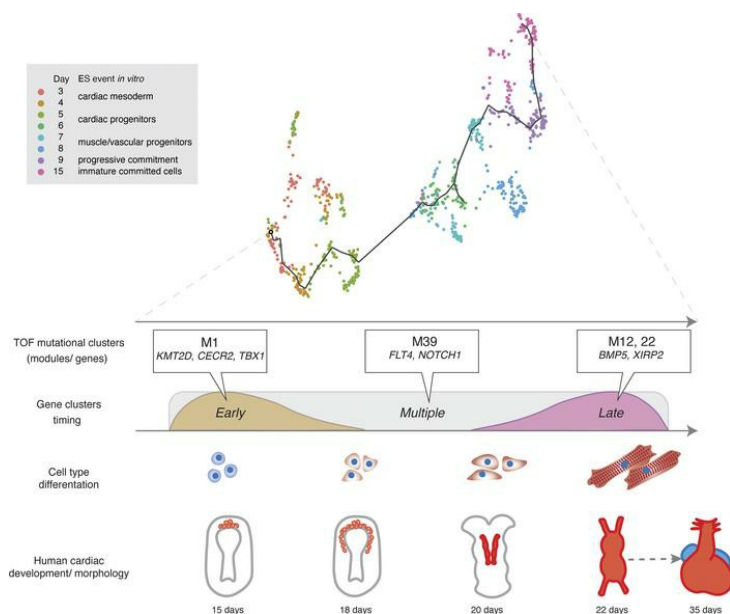 Day ES event in vitro
3
cardiac mesoderm
4
5
cardiac progenitors
6
7
muscle/vascular progenitors
8
9 progressive commitment
15 immature committed cells
TOF mutational clusters
(modules/ genes)
M1
KMT2D, CECR2, TBX1
M39
FLT4, NOTCH1
M12, 22
BMP5, XIRP2
Gene clusters
timing
Early
Multiple
Late
Cell type
differentation
Human cardiac
development/ morphology
15 days
18 days
20 days
22 days
35 days